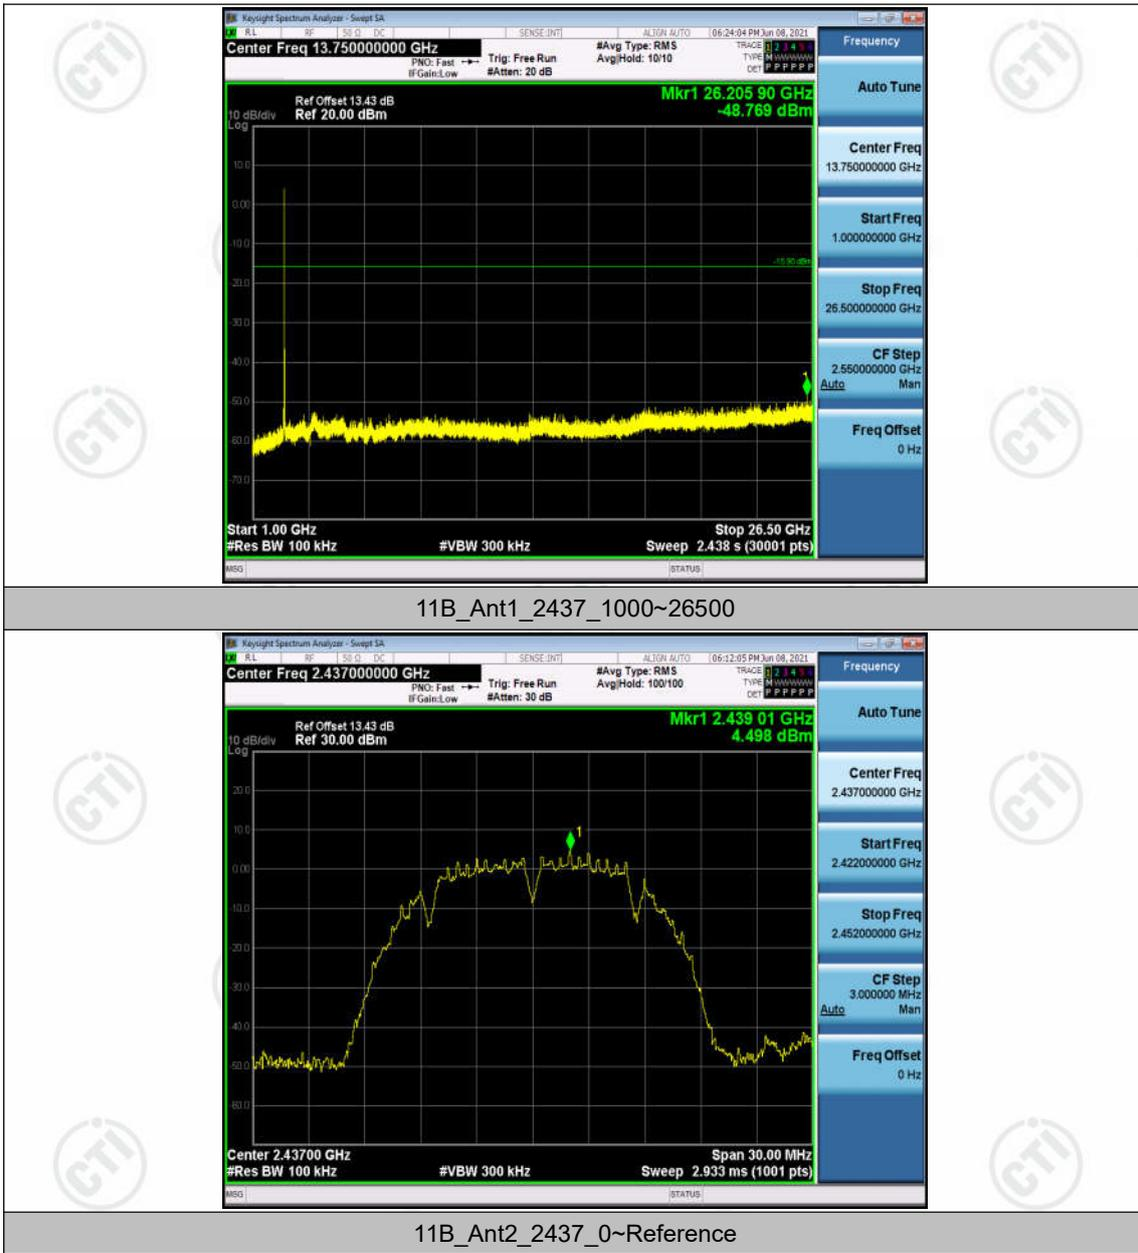 Keysight Spectrum Analyzer - Swept SA
RL RF 50 Ω DC SENSE:INT ALIGN AUTO 06:24:04 PM Jun 08, 2021
Center Freq 13.750000000 GHz #Avg Type: RMS TRACE 1 2 3 4 5 6
PNO: Fast Trig: Free Run Avg|Hold: 10/10 TYPE M WWWWW
IFGain:Low #Atten: 20 dB DET P P P P P P
Mkr1 26.205 90 GHz
-48.769 dBm
Ref Offset 13.43 dB
10 dB/div Ref 20.00 dBm
Log
10.0
0.00
-10.0
-15.90 dBm
-20.0
-30.0
-40.0
1
-50.0
-60.0
-70.0
Start 1.00 GHz Stop 26.50 GHz
#Res BW 100 kHz #VBW 300 kHz Sweep 2.438 s (30001 pts)
MSG STATUS
Frequency
Auto Tune
Center Freq
13.750000000 GHz
Start Freq
1.000000000 GHz
Stop Freq
26.500000000 GHz
CF Step
2.550000000 GHz
Auto Man
Freq Offset
0 Hz
11B_Ant1_2437_1000~26500
Keysight Spectrum Analyzer - Swept SA
RL RF 50 Ω DC SENSE:INT ALIGN AUTO 06:12:05 PM Jun 08, 2021
Center Freq 2.437000000 GHz #Avg Type: RMS TRACE 1 2 3 4 5 6
PNO: Fast Trig: Free Run Avg|Hold: 100/100 TYPE M WWWWW
IFGain:Low #Atten: 30 dB DET P P P P P P
Mkr1 2.439 01 GHz
4.498 dBm
Ref Offset 13.43 dB
10 dB/div Ref 30.00 dBm
Log
20.0
10.0
1
0.00
-10.0
-20.0
-30.0
-40.0
-50.0
-60.0
Center 2.43700 GHz Span 30.00 MHz
#Res BW 100 kHz #VBW 300 kHz Sweep 2.933 ms (1001 pts)
MSG STATUS
Frequency
Auto Tune
Center Freq
2.437000000 GHz
Start Freq
2.422000000 GHz
Stop Freq
2.452000000 GHz
CF Step
3.000000 MHz
Auto Man
Freq Offset
0 Hz
11B_Ant2_2437_0~Reference
CTI
CTI
CTI
CTI
CTI
CTI
CTI
CTI